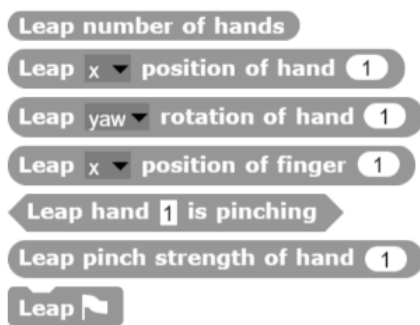 Leap number of hands
Leap x position of hand 1
Leap yaw rotation of hand 1
Leap x position of finger 1
Leap hand 1 is pinching
Leap pinch strength of hand 1
Leap